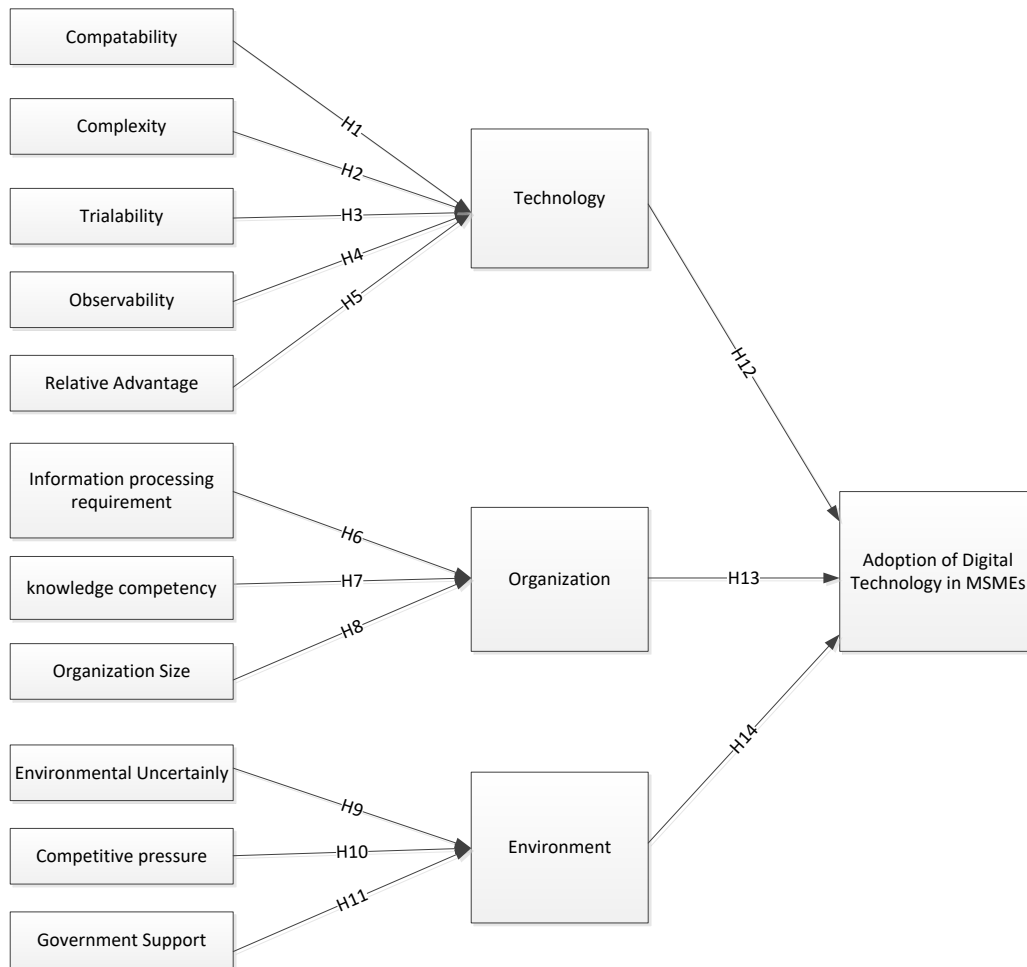 Compatability
H1
Complexity
H2
Technology
Trialability
H3
H4
Observability
H5
Relative Advantage
H12
Information processing
requirement
H6
Organization
knowledge competency
H7
H13
Adoption of Digital
Technology in MSMEs
H8
Organization Size
H14
Environmental Uncertainly
H9
Environment
Competitive pressure
H10
H11
Government Support